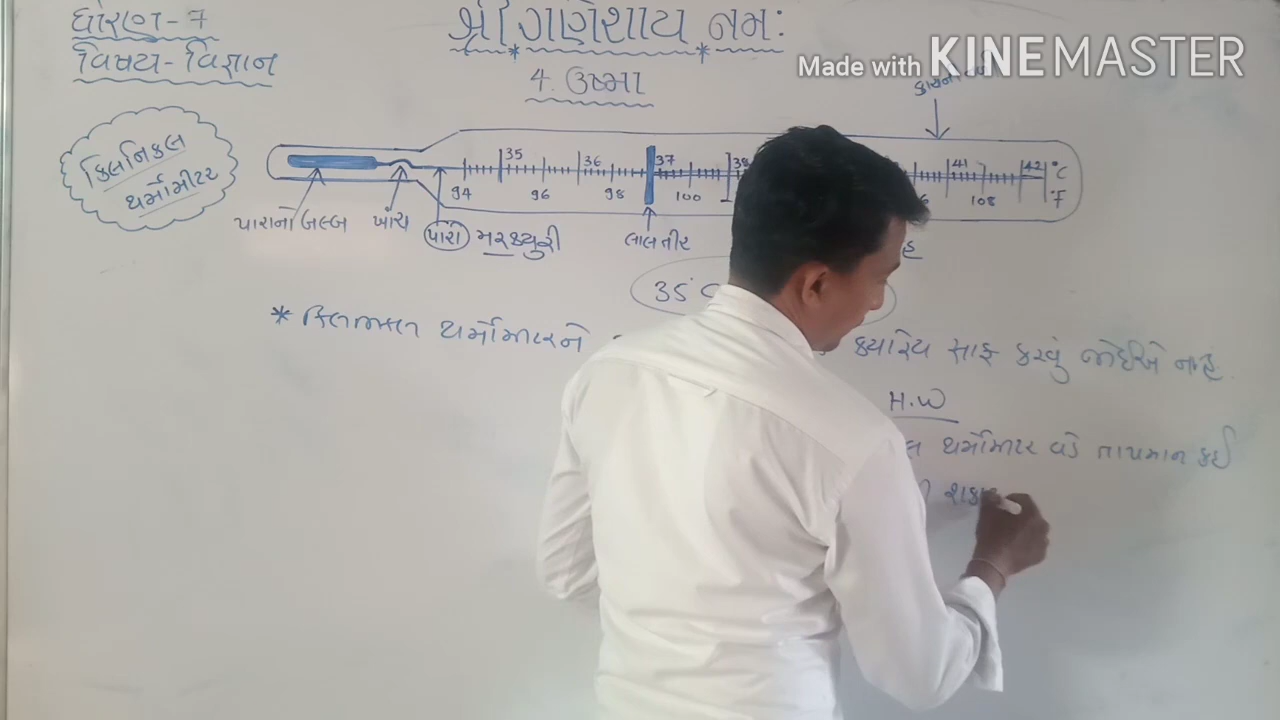 ધોરણ - 7
શ્રી ગણેશાય નમઃ
વિષય - વિજ્ઞાન
4. ઉષ્મા
Made with KINEMASTER
ક્લિનિકલ
થર્મોમીટર
35 36 37 38 41 42 °C
94 96 98 100 108 °F
પારાનો બલ્બ ખાંચ પારો મરક્યુરી લાલ તીર
35°
* ક્લિનિકલ થર્મોમીટરને ક્યારેય સાફ કરવું જોઈએ નહિ.
H.W
થર્મોમીટર વડે તાપમાન કઈ